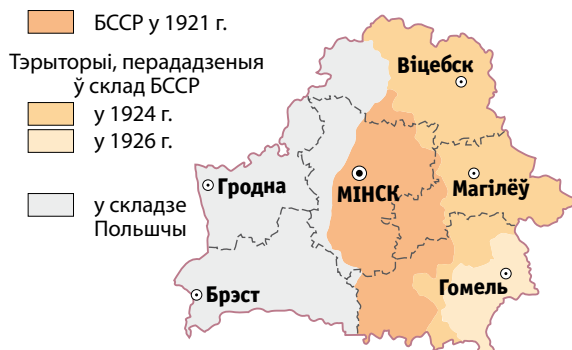 БССР у 1921 г.
Тэрыторыі, перададзеныя
ў склад БССР
у 1924 г.
у 1926 г.
у складзе
Польшчы
Віцебск
Гродна
МІНСК
Магілёў
Брэст
Гомель